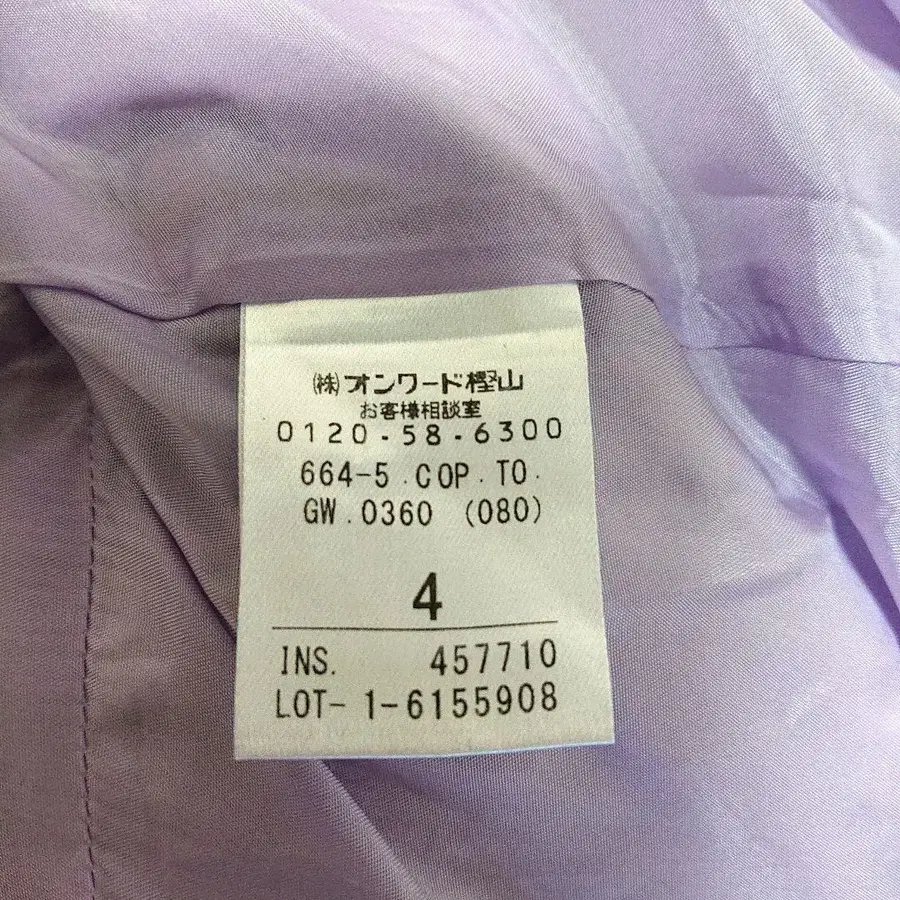 (株)オンワード樫山
お客様相談室
0120-58-6300
664-5.COP.TO.
GW.0360 (080)
4
INS. 457710
LOT-1-6155908